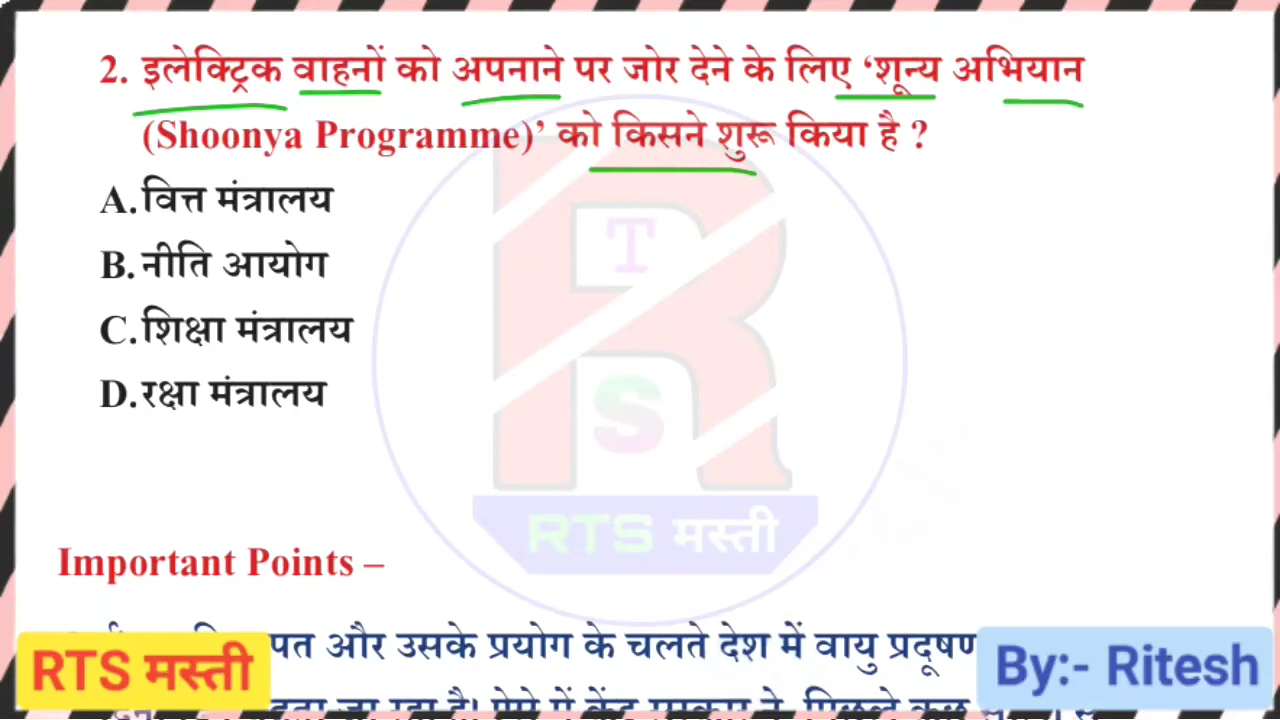 2. इलेक्ट्रिक वाहनों को अपनाने पर जोर देने के लिए ‘शून्य अभियान
(Shoonya Programme)’ को किसने शुरू किया है ?
A. वित्त मंत्रालय
B. नीति आयोग
C. शिक्षा मंत्रालय
D. रक्षा मंत्रालय
T
S
RTS मस्ती
Important Points –
और उसके प्रयोग के चलते देश में वायु प्रदूषण
RTS मस्ती
By:- Ritesh